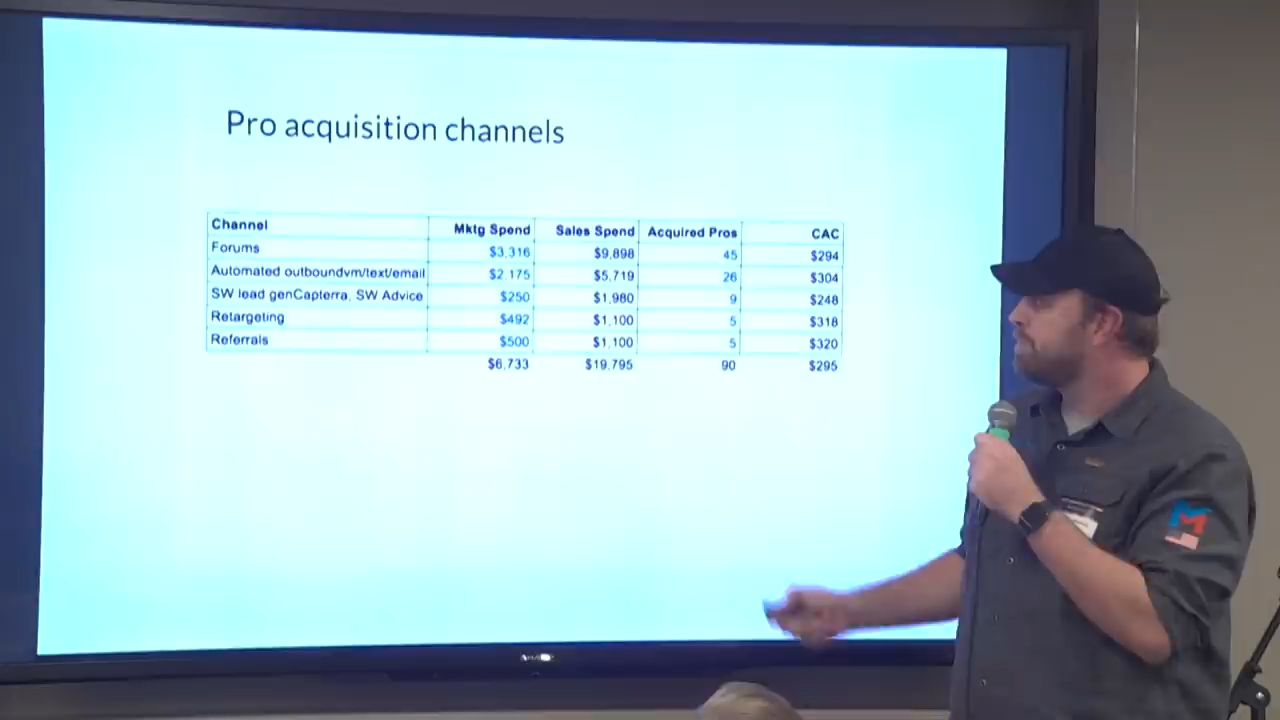 Pro acquisition channels
Channel Mktg Spend Sales Spend Acquired Pros CAC
Forums $3,316 $9,898 45 $294
Automated outboundvm/text/email $2,175 $5,719 26 $304
SW lead genCapterra, SW Advice $250 $1,980 9 $248
Retargeting $492 $1,100 5 $318
Referrals $500 $1,100 5 $320
$6,733 $19,795 90 $295
M